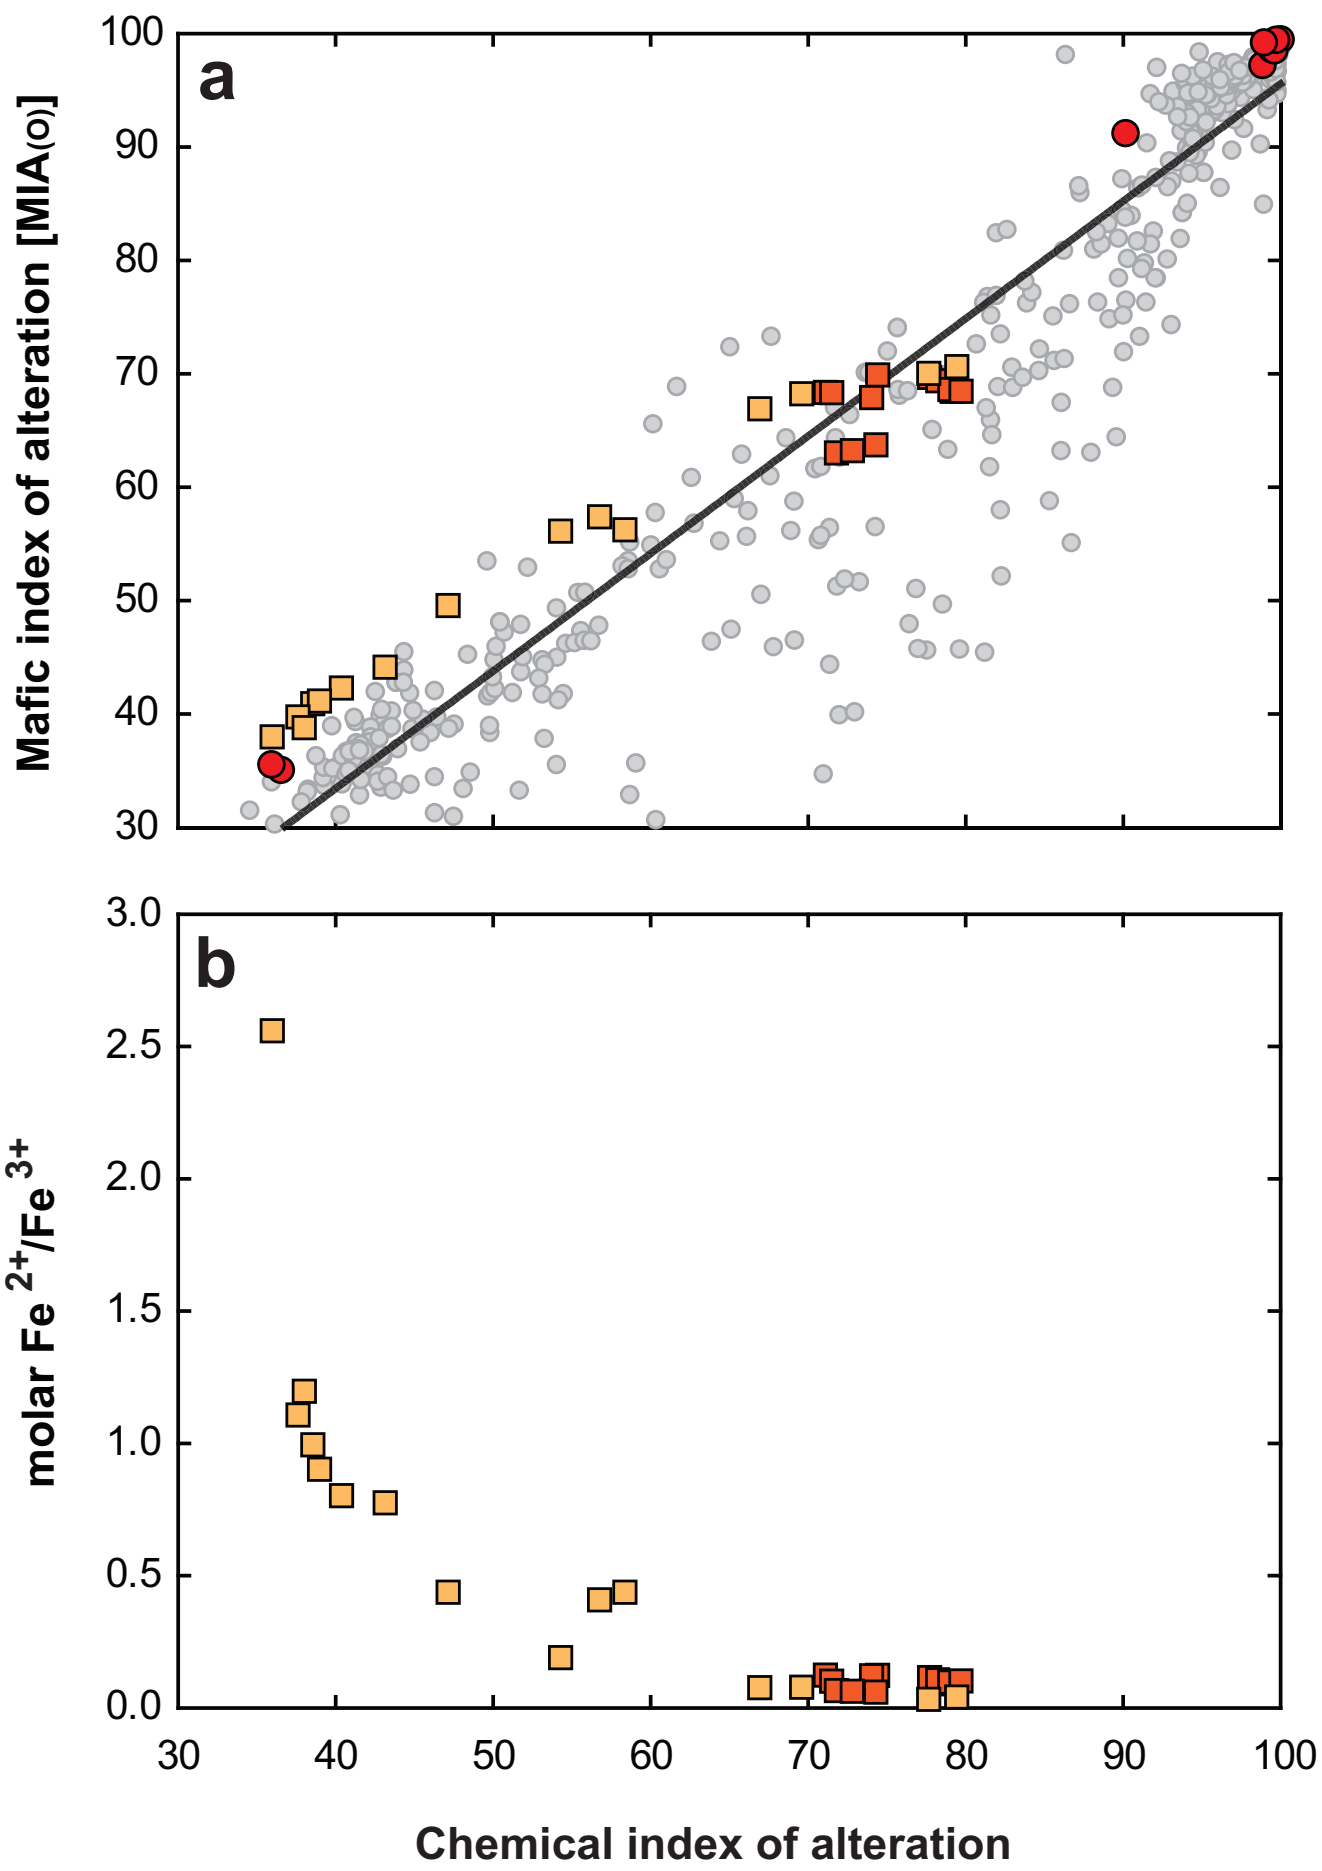 a
100
90
80
70
60
50
40
30
Mafic index of alteration [MIA(O)]
b
3.0
2.5
2.0
1.5
1.0
0.5
0.0
molar Fe 2+/Fe 3+
30 40 50 60 70 80 90 100
Chemical index of alteration